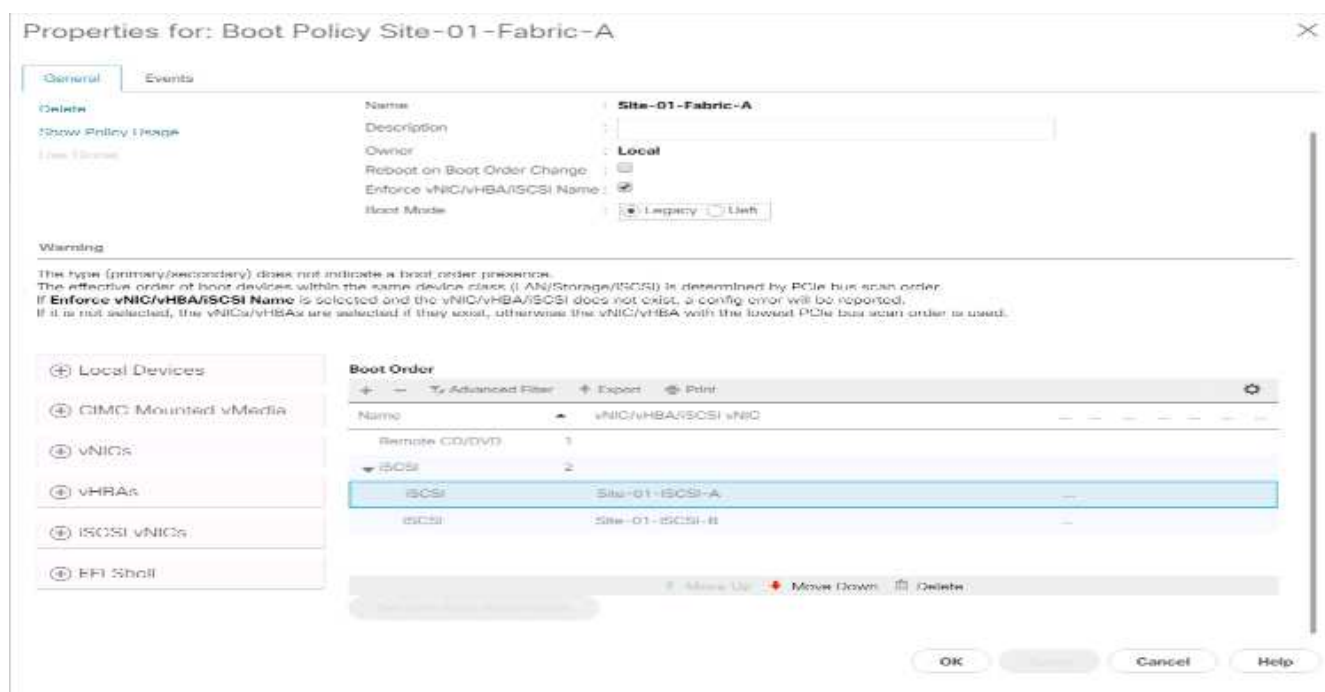 Properties for: Boot Policy Site-01-Fabric-A
General Events
Delete
Show Policy Usage
Use Global
Name : Site-01-Fabric-A
Description :
Owner : Local
Reboot on Boot Order Change :
Enforce vNIC/vHBA/iSCSI Name :
Boot Mode : Legacy Uefi
Warning
The type (primary/secondary) does not indicate a boot order presence.
The effective order of boot devices within the same device class (LAN/Storage/iSCSI) is determined by PCIe bus scan order.
If Enforce vNIC/vHBA/iSCSI Name is selected and the vNIC/vHBA/iSCSI does not exist, a config error will be reported.
If it is not selected, the vNICs/vHBAs are selected if they exist, otherwise the vNIC/vHBA with the lowest PCIe bus scan order is used.
Local Devices
CIMC Mounted vMedia
vNICs
vHBAs
iSCSI vNICs
EFI Shell
Boot Order
+ − Advanced Filter Export Print
Name vNIC/vHBA/iSCSI vNIC
Remote CD/DVD 1
iSCSI 2
iSCSI Site-01-iSCSI-A
iSCSI Site-01-iSCSI-B
Move Up Move Down Delete
OK Cancel Help